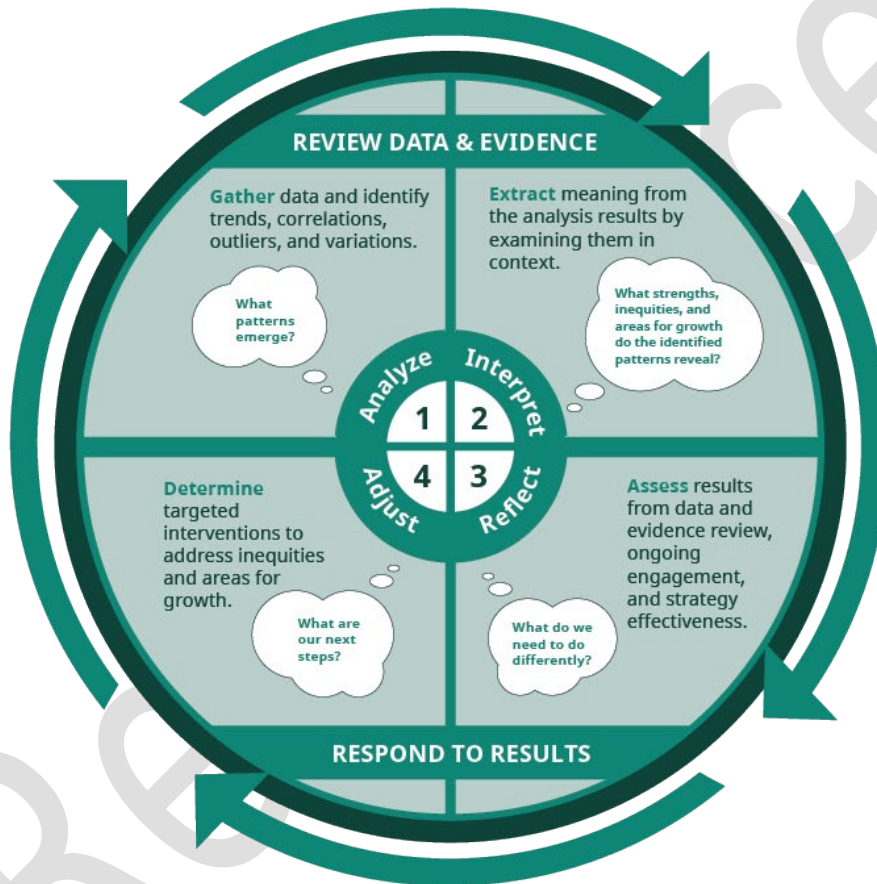 REVIEW DATA & EVIDENCE
Gather data and identify
trends, correlations,
outliers, and variations.
What
patterns
emerge?
Extract meaning from
the analysis results by
examining them in
context.
What strengths,
inequities, and
areas for growth
do the identified
patterns reveal?
Analyze
Interpret
1
2
4
3
Adjust
Reflect
Determine
targeted
interventions to
address inequities
and areas for
growth.
What are
our next
steps?
Assess results
from data and
evidence review,
ongoing
engagement,
and strategy
effectiveness.
What do we
need to do
differently?
RESPOND TO RESULTS